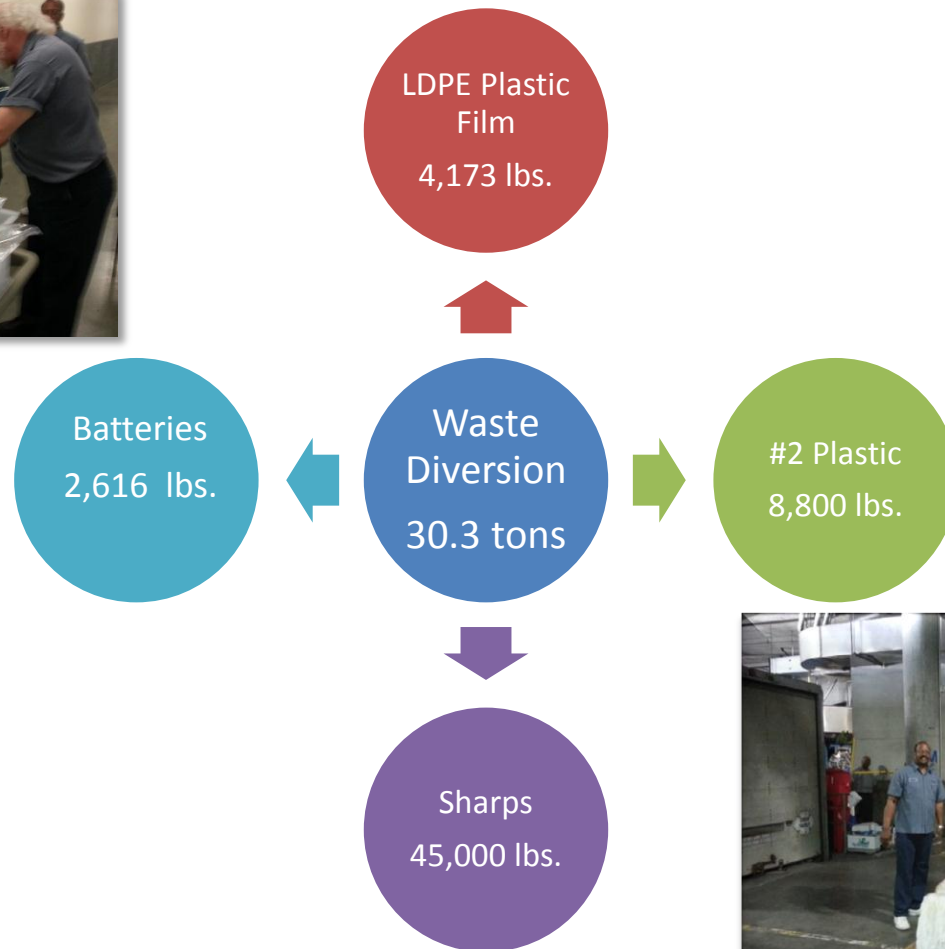 LDPE Plastic
Film
4,173 lbs.
Batteries
2,616 lbs.
Waste
Diversion
30.3 tons
#2 Plastic
8,800 lbs.
Sharps
45,000 lbs.